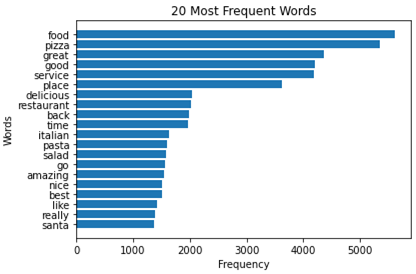 20 Most Frequent Words
Words
food
pizza
great
good
service
place
delicious
restaurant
back
time
italian
pasta
salad
go
amazing
nice
best
like
really
santa
0 1000 2000 3000 4000 5000
Frequency